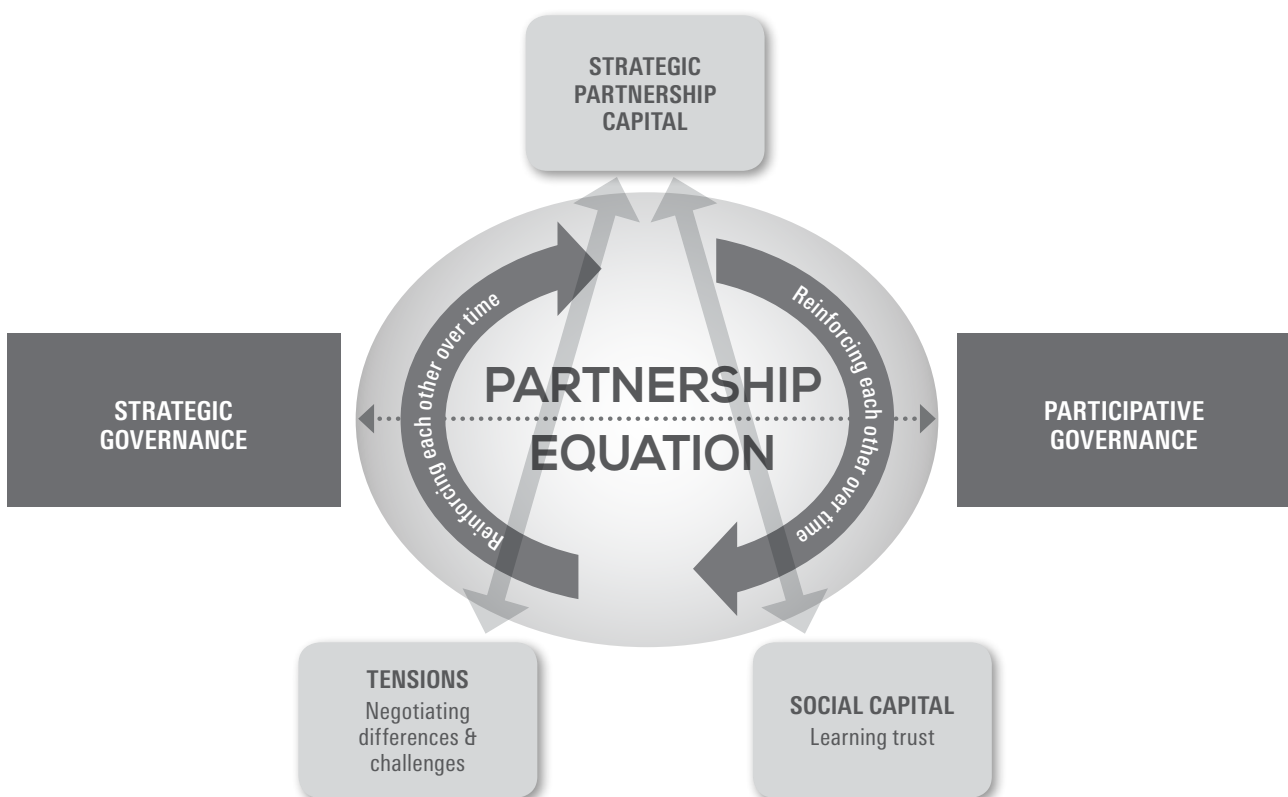 STRATEGIC
PARTNERSHIP
CAPITAL
Reinforcing each other over time
Reinforcing each other over time
PARTNERSHIP
EQUATION
STRATEGIC
GOVERNANCE
PARTICIPATIVE
GOVERNANCE
TENSIONS
Negotiating
differences &
challenges
SOCIAL CAPITAL
Learning trust